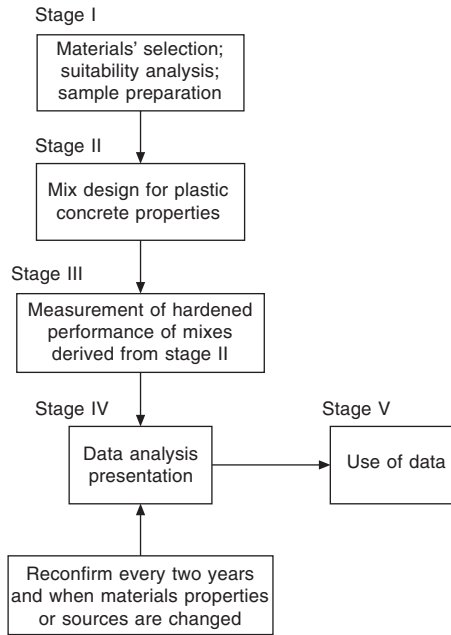 Stage I
Materials' selection;
suitability analysis;
sample preparation
Stage II
Mix design for plastic
concrete properties
Stage III
Measurement of hardened
performance of mixes
derived from stage II
Stage IV
Data analysis
presentation
Stage V
Use of data
Reconfirm every two years
and when materials properties
or sources are changed